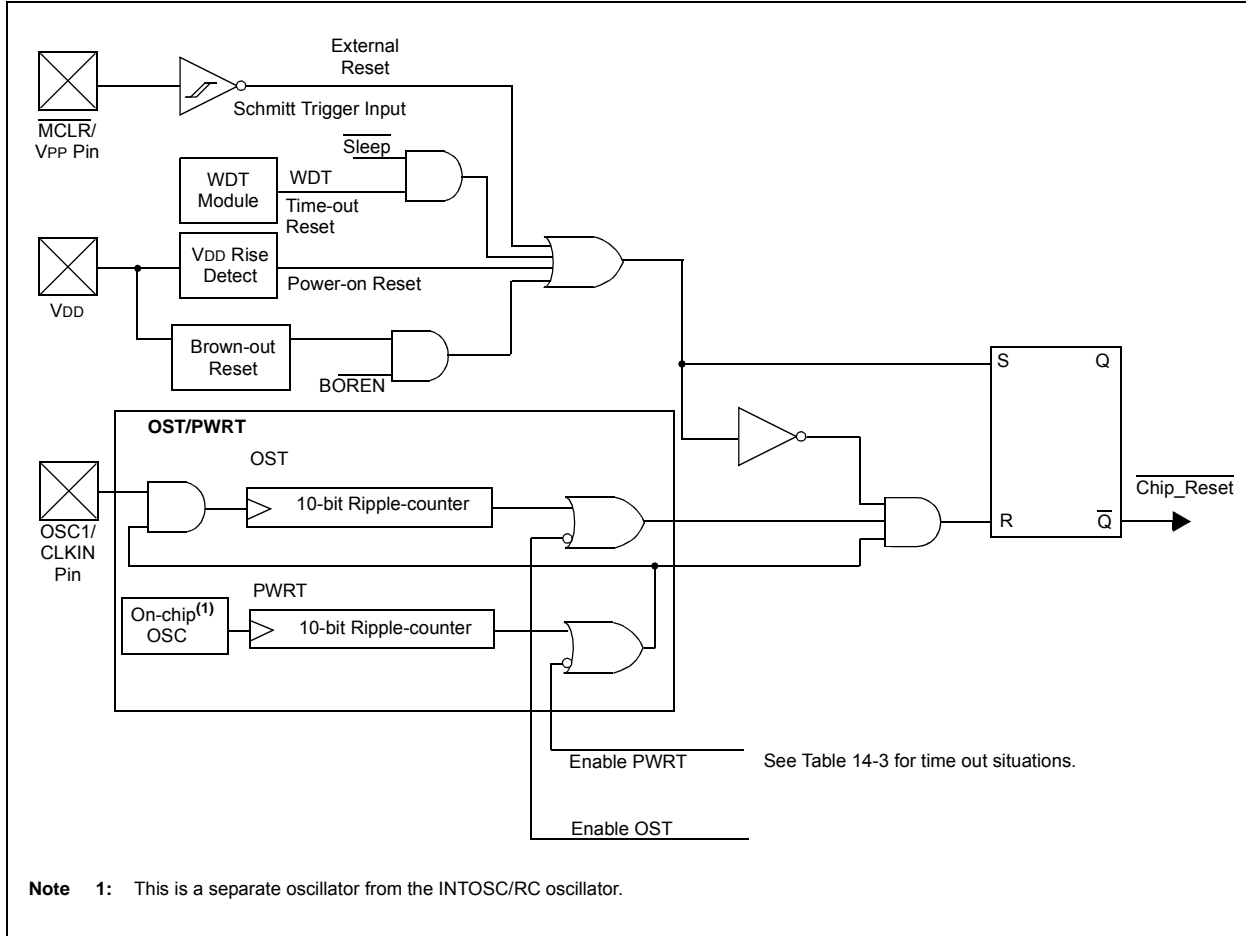 External
Reset
Schmitt Trigger Input
MCLR/
VPP Pin
Sleep
WDT
Module
WDT
Time-out
Reset
VDD Rise
Detect
Power-on Reset
VDD
Brown-out
Reset
BOREN
S
Q
R
Q
Chip_Reset
OST/PWRT
OST
10-bit Ripple-counter
OSC1/
CLKIN
Pin
PWRT
On-chip(1)
OSC
10-bit Ripple-counter
Enable PWRT
See Table 14-3 for time out situations.
Enable OST
Note 1: This is a separate oscillator from the INTOSC/RC oscillator.